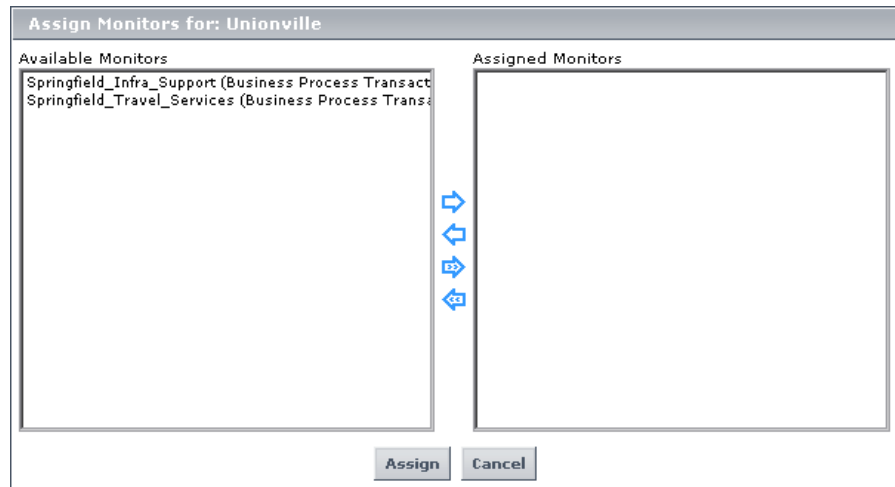 Assign Monitors for: Unionville
Available Monitors
Springfield_Infra_Support (Business Process Transact
Springfield_Travel_Services (Business Process Transa
Assigned Monitors
Assign
Cancel